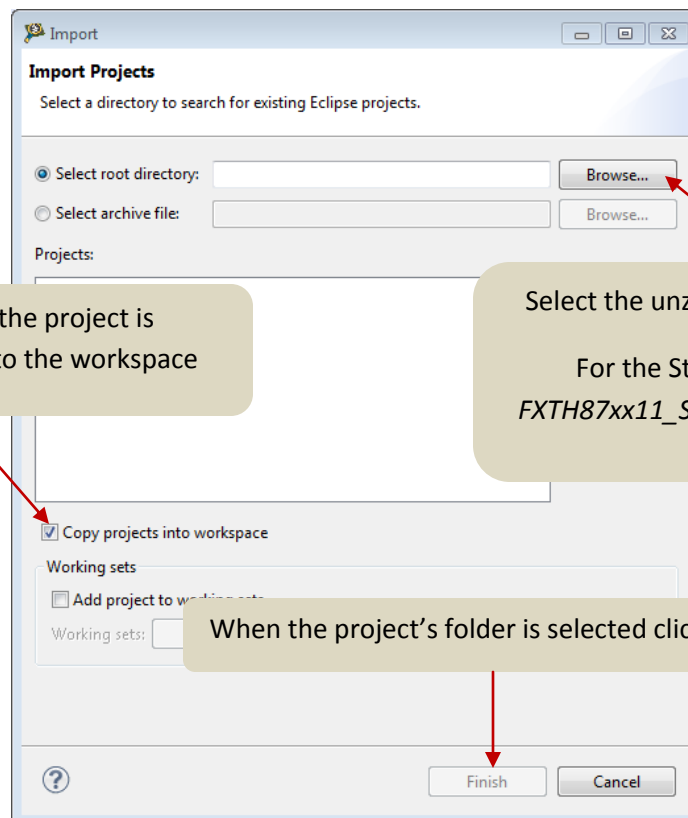 Import
Import Projects
Select a directory to search for existing Eclipse projects.
Select root directory: Browse...
Select archive file: Browse...
Projects:
the project is
to the workspace
Select the unz
For the St
FXTH87xx11_S
Copy projects into workspace
Working sets
Add project to working sets
Working sets:
When the project's folder is selected clic
? Finish Cancel